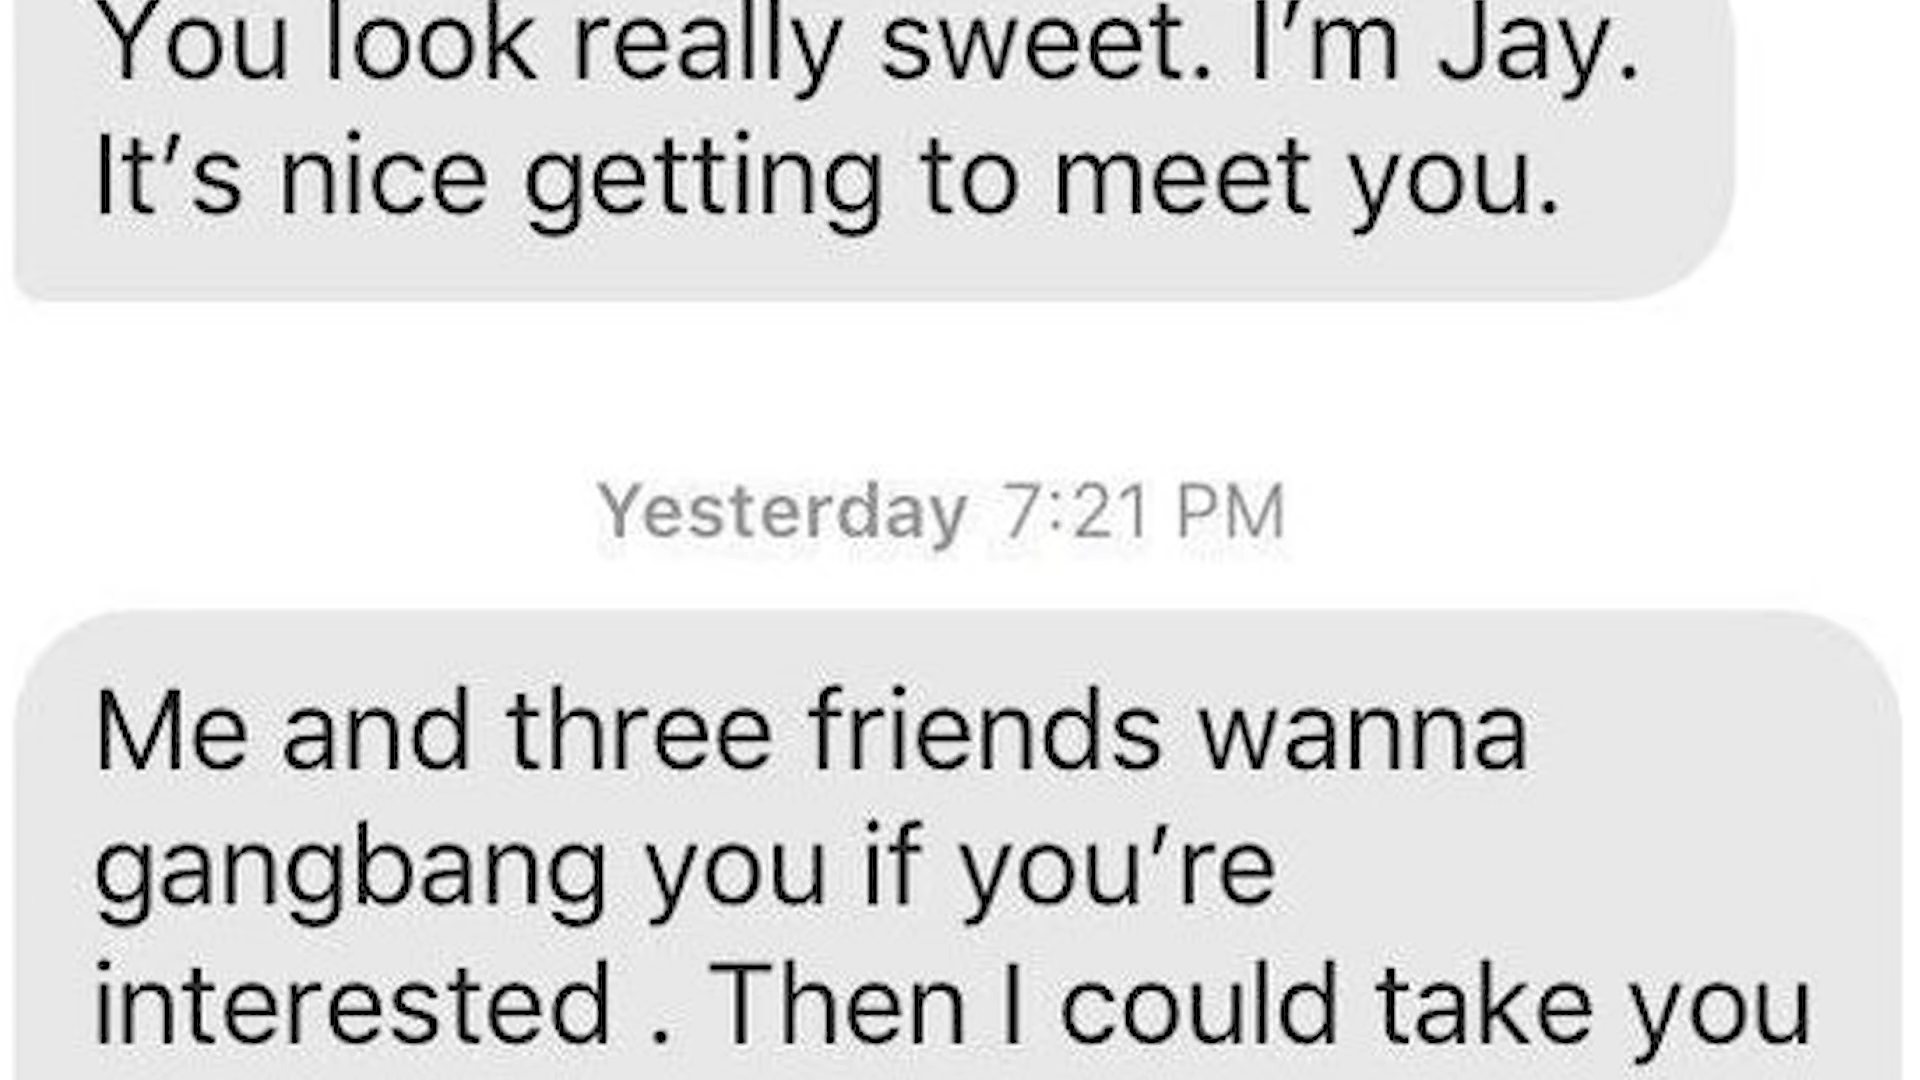 You look really sweet. I’m Jay.
It’s nice getting to meet you.
Yesterday 7:21 PM
Me and three friends wanna
gangbang you if you’re
interested . Then I could take you